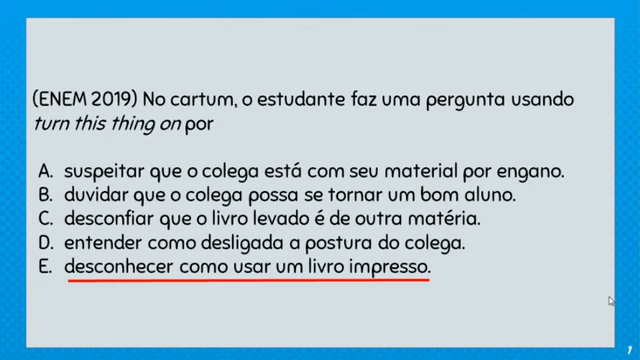 (ENEM 2019) No cartum, o estudante faz uma pergunta usando
turn this thing on por
A. suspeitar que o colega está com seu material por engano.
B. duvidar que o colega possa se tornar um bom aluno.
C. desconfiar que o livro levado é de outra matéria.
D. entender como desligada a postura do colega.
E. desconhecer como usar um livro impresso.